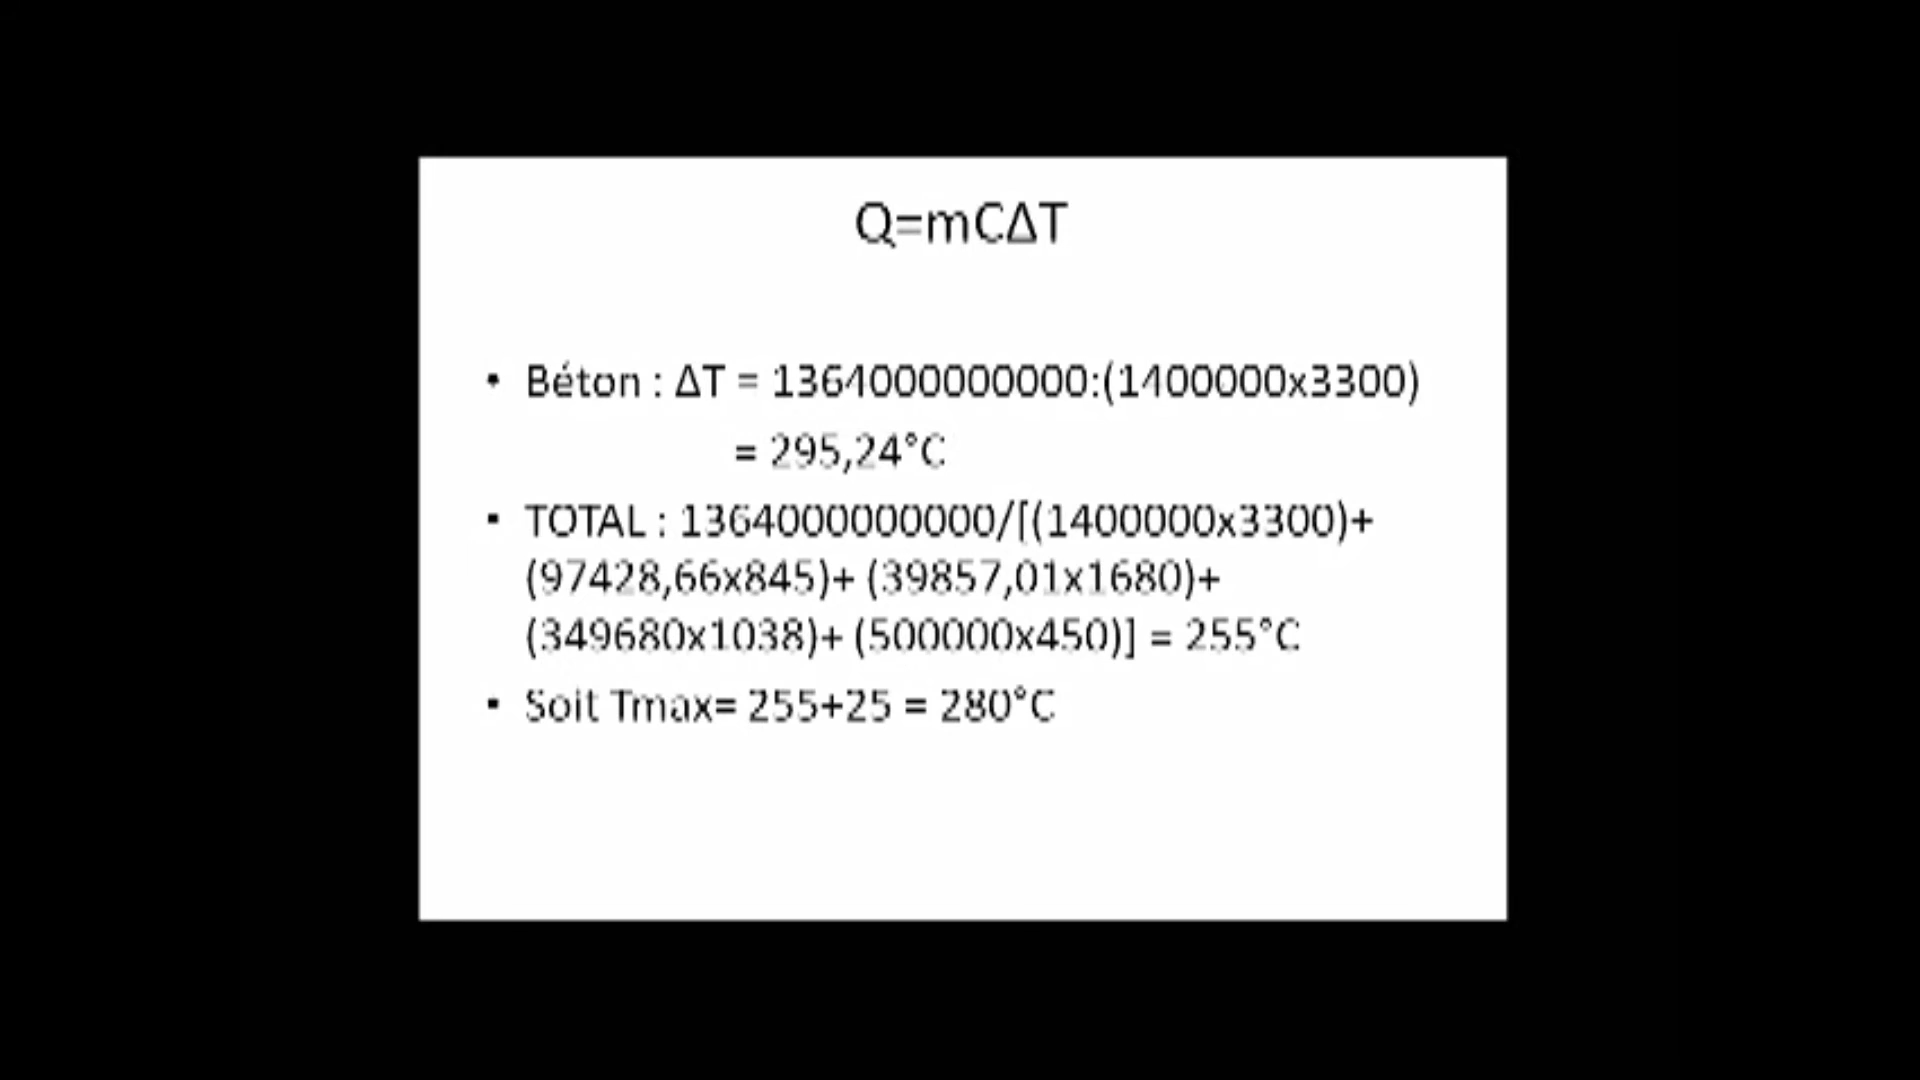 Q=mCΔT
• Béton : ΔT = 1364000000000:(1400000x3300)
= 295,24°C
• TOTAL : 1364000000000/[(1400000x3300)+
(97428,66x845)+ (39857,01x1680)+
(349680x1038)+ (500000x450)] = 255°C
• Soit Tmax= 255+25 = 280°C